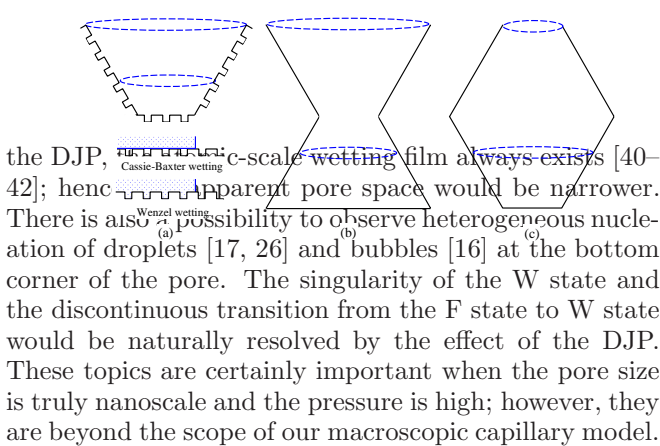 the DJP, c-scale wetting film always exists [40–
Cassie-Baxter wetting
42]; henc apparent pore space would be narrower.
Wenzel wetting
There is also a possibility to observe heterogeneous nucle-
(a) (b) (c)
ation of droplets [17, 26] and bubbles [16] at the bottom
corner of the pore. The singularity of the W state and
the discontinuous transition from the F state to W state
would be naturally resolved by the effect of the DJP.
These topics are certainly important when the pore size
is truly nanoscale and the pressure is high; however, they
are beyond the scope of our macroscopic capillary model.